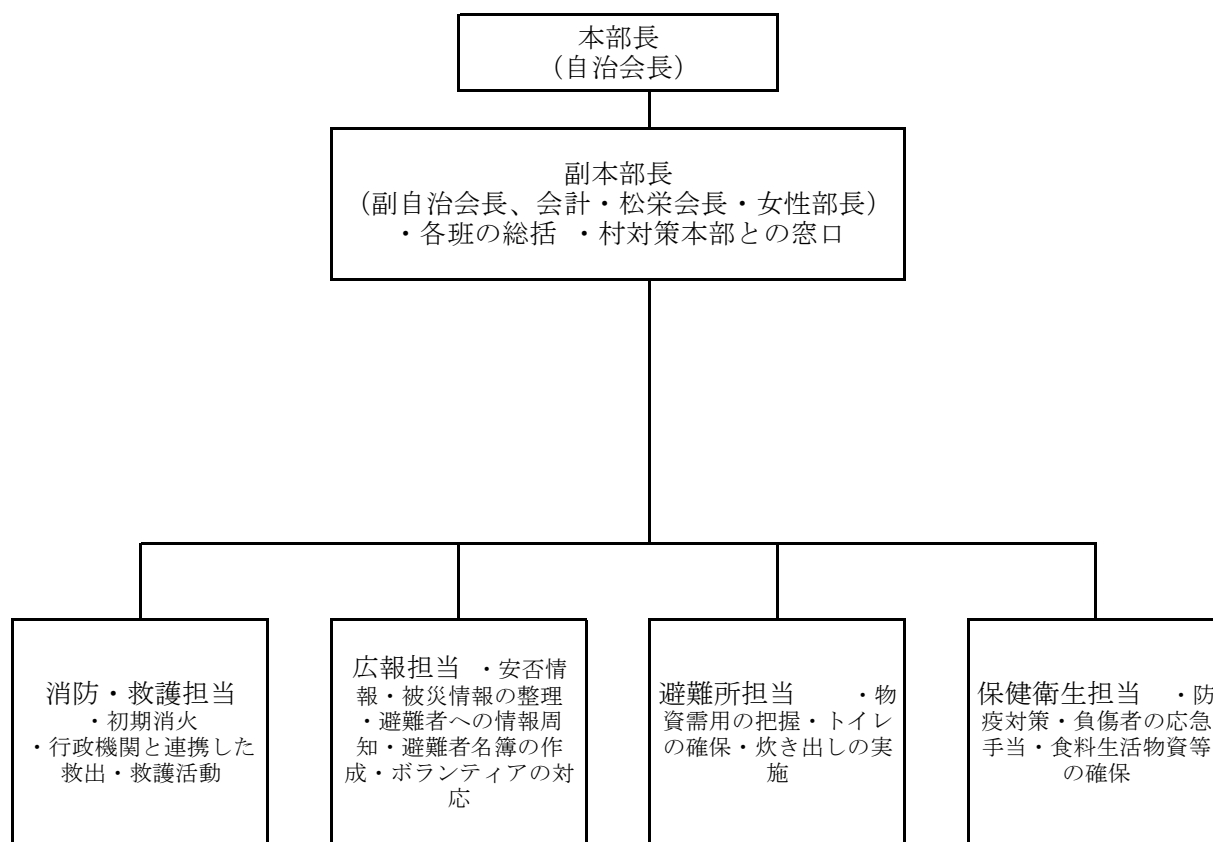 本部長
（自治会長）
副本部長
（副自治会長、会計・松栄会長・女性部長）
・各班の総括 ・村対策本部との窓口
消防・救護担当
・初期消火
・行政機関と連携した
救出・救護活動
広報担当 ・安否情
報・被災情報の整理
・避難者への情報周
知・避難者名簿の作
成・ボランティアの対
応
避難所担当 ・物
資需用の把握・トイレ
の確保・炊き出しの実
施
保健衛生担当 ・防
疫対策・負傷者の応急
手当・食料生活物資等
の確保